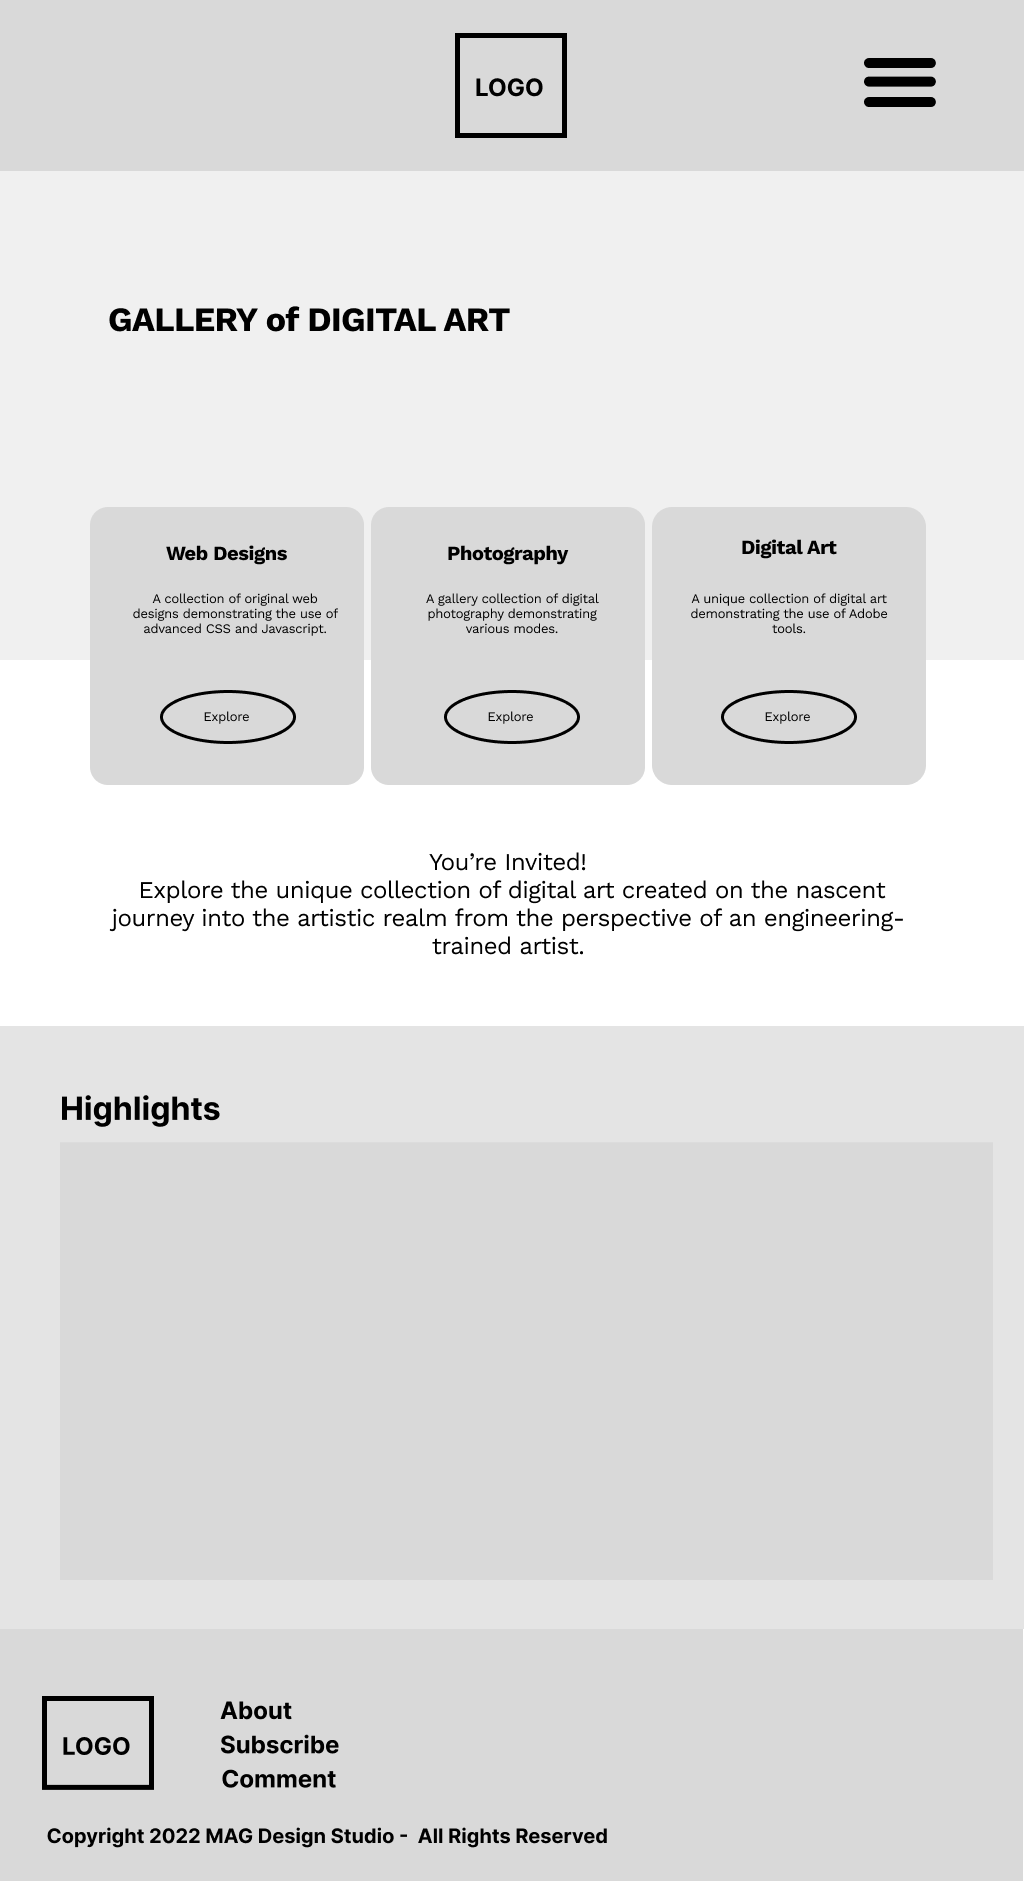 LOGO
GALLERY of DIGITAL ART
Web Designs
A collection of original web
designs demonstrating the use of
advanced CSS and Javascript.
Explore
Photography
A gallery collection of digital
photography demonstrating
various modes.
Explore
Digital Art
A unique collection of digital art
demonstrating the use of Adobe
tools.
Explore
You’re Invited!
Explore the unique collection of digital art created on the nascent
journey into the artistic realm from the perspective of an engineering-
trained artist.
Highlights
LOGO
About
Subscribe
Comment
Copyright 2022 MAG Design Studio -  All Rights Reserved